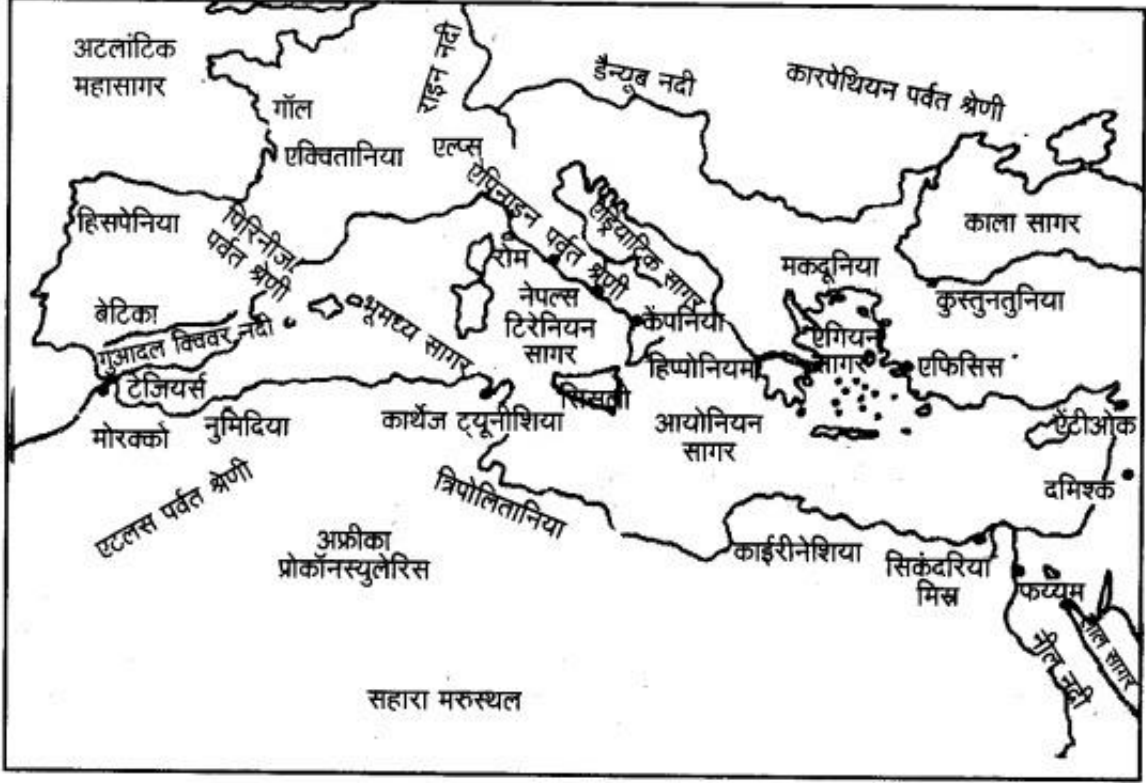 अटलांटिक
महासागर
गॉल
एक्वितानिया
राइन नदी
डैन्यूब नदी
कारपेथियन पर्वत श्रेणी
एल्प्स
हिसपेनिया
पिरिनीज
पर्वत श्रेणी
एपिनाइन पर्वत श्रेणी
एड्रियाटिक सागर
काला सागर
रोम
मकदूनिया
कुस्तुनतुनिया
बेटिका
गुआदल क्विवर नदी
भूमध्य सागर
नेपल्स
टिरेनियन
सागर
कैंपनिया
एगियन
सागर
हिप्पोनियम
एफिसिस
टेंजियर्स
सिसली
मोरक्को
नुमिदिया
कार्थेज ट्यूनीशिया
आयोनियन
सागर
ऐंटीओक
दमिश्क
एटलस पर्वत श्रेणी
त्रिपोलितानिया
अफ्रीका
प्रोकॉनस्युलेरिस
काईरीनेशिया
सिकंदरिया
मिस्र
फय्यूम
लाल सागर
नील नदी
सहारा मरुस्थल